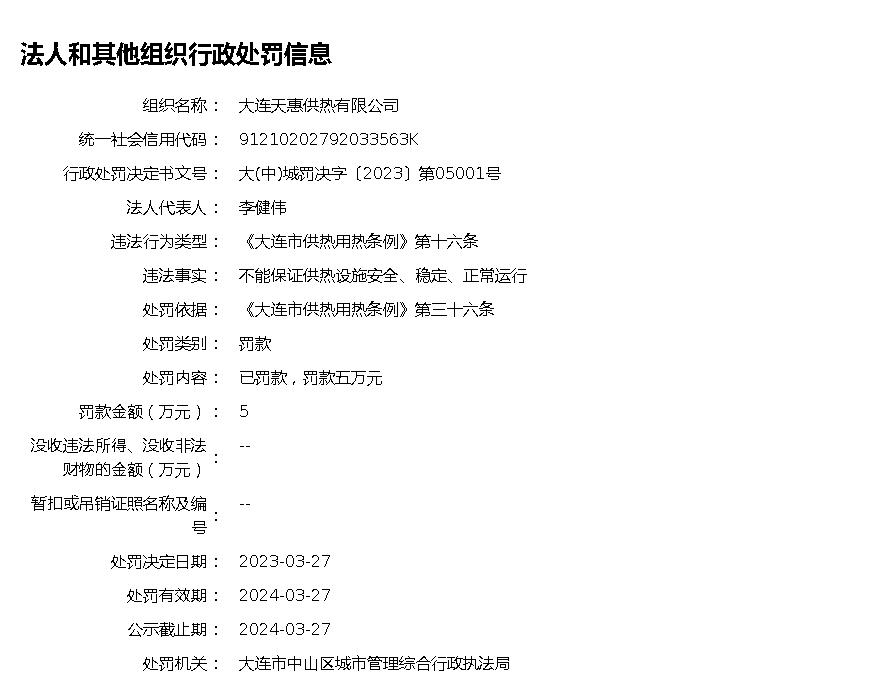 法人和其他组织行政处罚信息
组织名称： 大连天惠供热有限公司
统一社会信用代码： 91210202792033563K
行政处罚决定书文号： 大(中)城罚决字〔2023〕第05001号
法人代表人： 李健伟
违法行为类型： 《大连市供热用热条例》第十六条
违法事实： 不能保证供热设施安全、稳定、正常运行
处罚依据： 《大连市供热用热条例》第三十六条
处罚类别： 罚款
处罚内容： 已罚款，罚款五万元
罚款金额（万元）： 5
没收违法所得、没收非法
财物的金额（万元）： --
暂扣或吊销证照名称及编
号： --
处罚决定日期： 2023-03-27
处罚有效期： 2024-03-27
公示截止期： 2024-03-27
处罚机关： 大连市中山区城市管理综合行政执法局